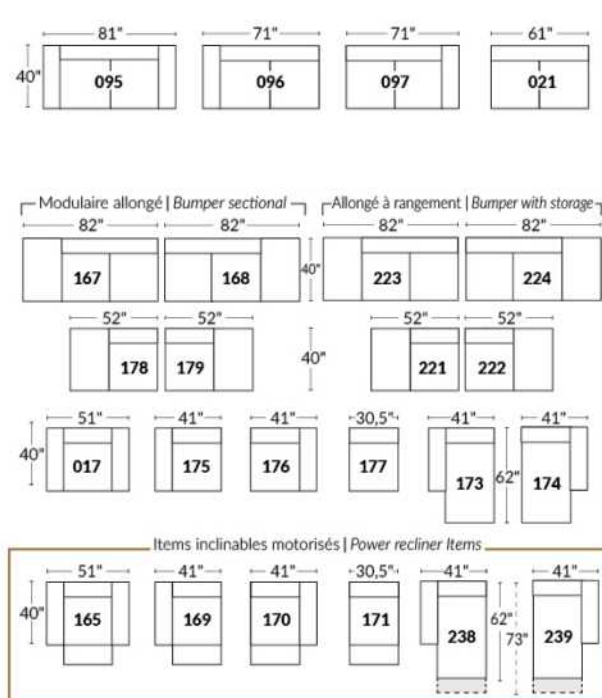 81" 71" 71" 61"
40" 095 096 097 021
Modulaire allongé | Bumper sectional Allongé à rangement | Bumper with storage
82" 82" 82" 82"
167 168 40" 223 224
52" 52" 52" 52"
178 179 40" 221 222
51" 41" 41" 30,5" 41" 41"
40" 017 175 176 177 173 62" 174
Items inclinables motorisés | Power recliner Items
51" 41" 41" 30,5" 41" 41"
40" 165 169 170 171 238 62" 73" 239